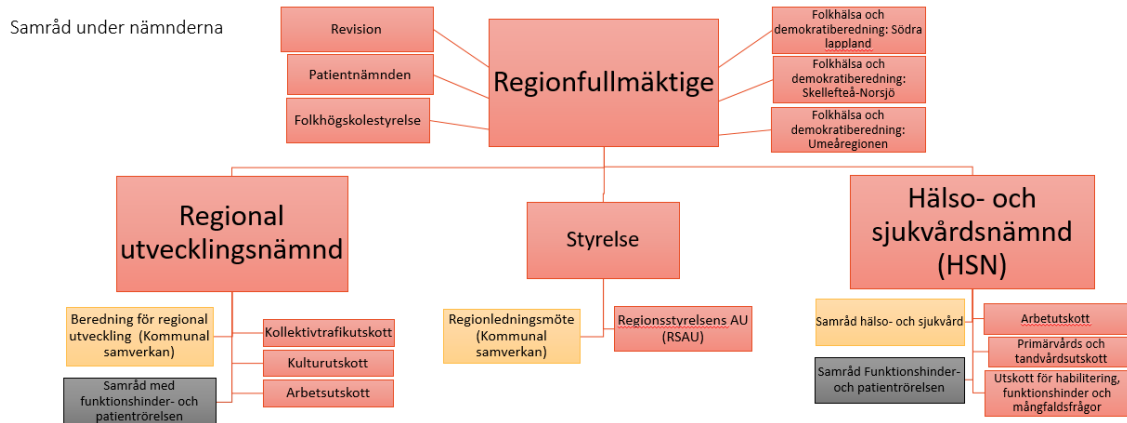 Samråd under nämnderna
Revision
Patientnämnden
Folkhögskolestyrelse
Regionfullmäktige
Folkhälsa och
demokratiberedning: Södra
lappland
Folkhälsa och
demokratiberedning:
Skellefteå-Norsjö
Folkhälsa och
demokratiberedning:
Umeåregionen
Regional
utvecklingsnämnd
Beredning för regional
utveckling (Kommunal
samverkan)
Samråd med
funktionshinder- och
patientrörelsen
Kollektivtrafikutskott
Kulturutskott
Arbetsutskott
Styrelse
Regionledningsmöte
(Kommunal
samverkan)
Regionsstyrelsens AU
(RSAU)
Hälso- och
sjukvårdsnämnd
(HSN)
Samråd hälso- och sjukvård
Samråd Funktionshinder-
och patientrörelsen
Arbetutskott
Primärvårds och
tandvårdsutskott
Utskott för habilitering,
funktionshinder och
mångfaldsfrågor